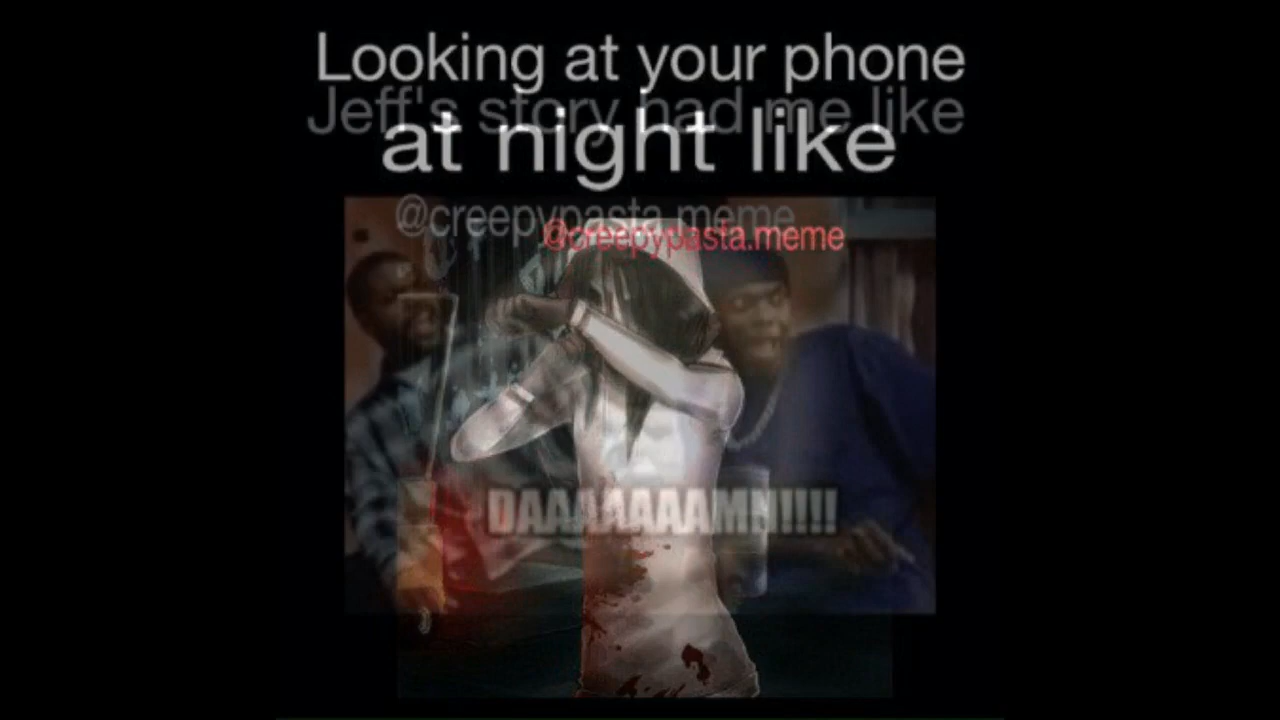 Looking at your phone
Jeff's story had me like
at night like
@creepypasta.meme
@creepypasta.meme
DAAAAAAAMN!!!!